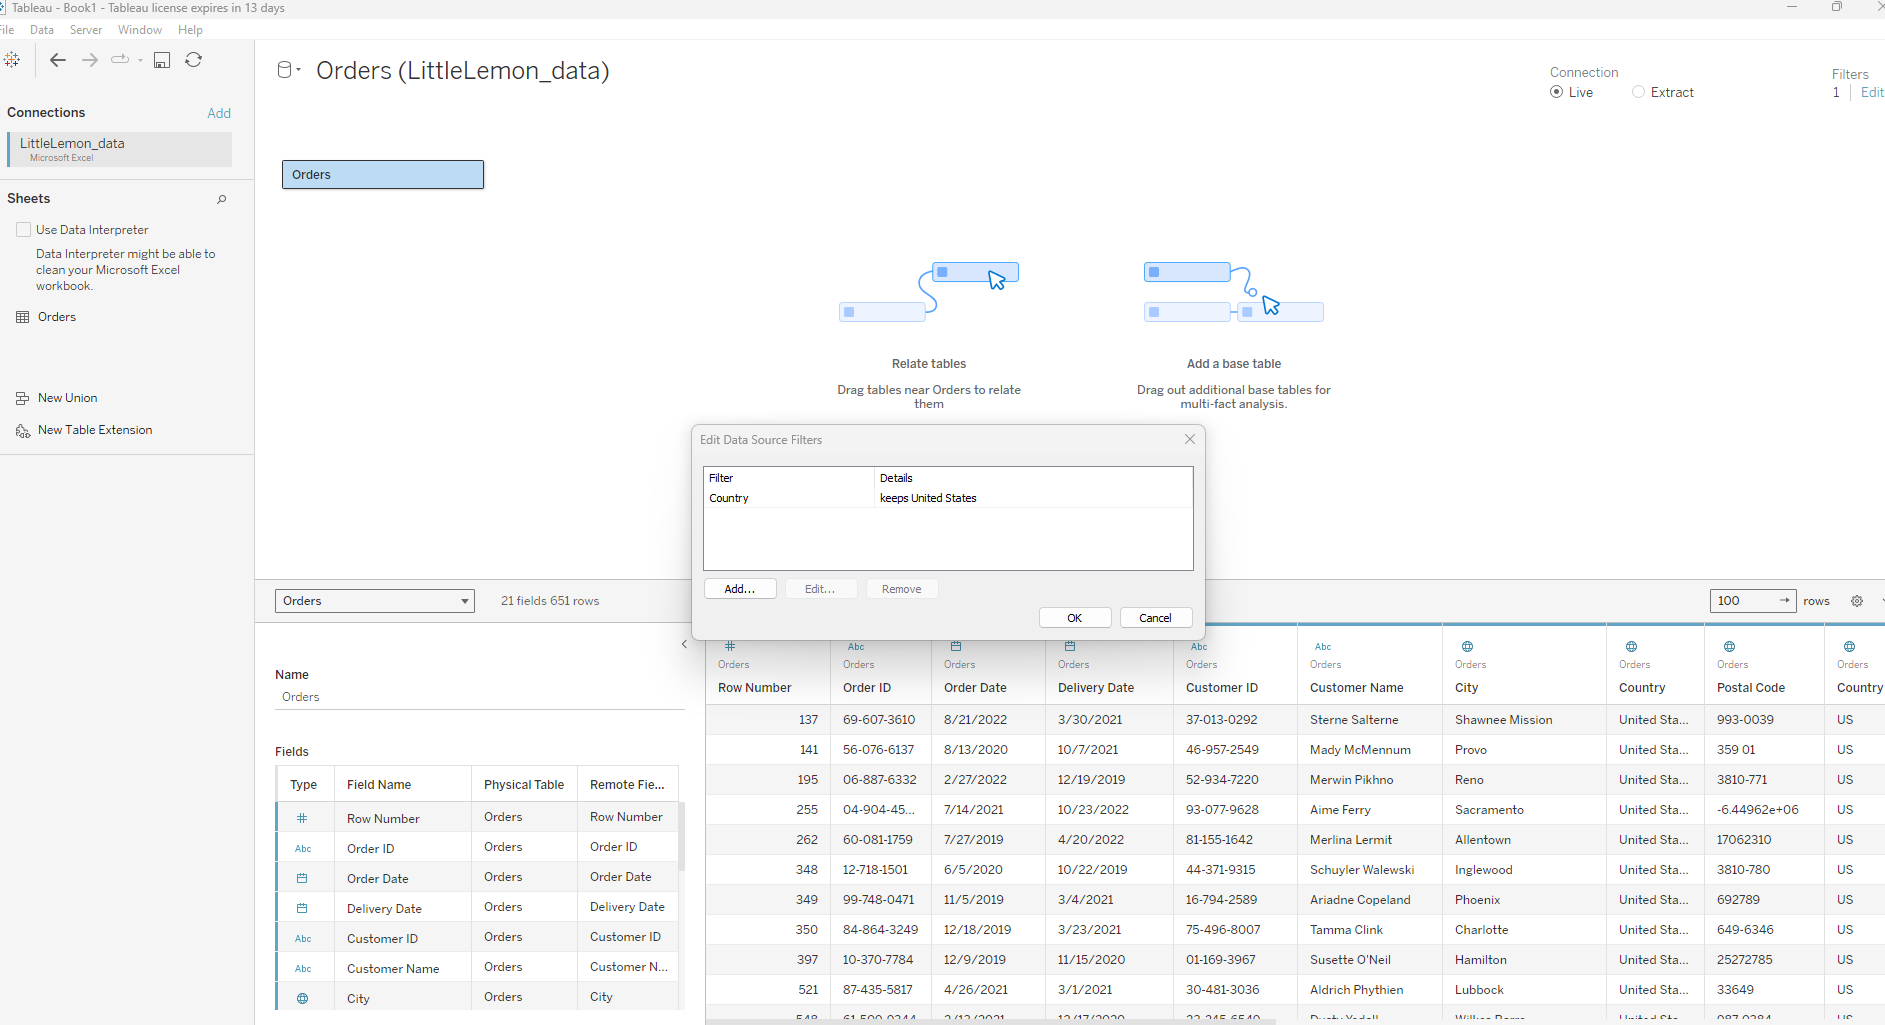 Tableau - Book1 - Tableau license expires in 13 days
File Data Server Window Help
Orders (LittleLemon_data)
Connection
Live Extract
Filters
1 Edit
Connections Add
LittleLemon_data
Microsoft Excel
Sheets
Use Data Interpreter
Data Interpreter might be able to
clean your Microsoft Excel
workbook.
Orders
New Union
New Table Extension
Orders
Relate tables
Drag tables near Orders to relate
them
Add a base table
Drag out additional base tables for
multi-fact analysis.
Edit Data Source Filters
Filter Details
Country keeps United States
Add... Edit... Remove
OK Cancel
Orders 21 fields 651 rows
100 rows
Name
Orders
Fields
Type Field Name Physical Table Remote Fie...
Row Number Orders Row Number
Abc Order ID Orders Order ID
Order Date Orders Order Date
Delivery Date Orders Delivery Date
Abc Customer ID Orders Customer ID
Abc Customer Name Orders Customer N...
City Orders City
# Abc Abc Abc
Orders Orders Orders Orders Orders Orders Orders Orders Orders Orders
Row Number Order ID Order Date Delivery Date Customer ID Customer Name City Country Postal Code Country
137 69-607-3610 8/21/2022 3/30/2021 37-013-0292 Sterne Salterne Shawnee Mission United Sta... 993-0039 US
141 56-076-6137 8/13/2020 10/7/2021 46-957-2549 Mady McMennum Provo United Sta... 359 01 US
195 06-887-6332 2/27/2022 12/19/2019 52-934-7220 Merwin Pikhno Reno United Sta... 3810-771 US
255 04-904-45... 7/14/2021 10/23/2022 93-077-9628 Aime Ferry Sacramento United Sta... -6.44962e+06 US
262 60-081-1759 7/27/2019 4/20/2022 81-155-1642 Merlina Lermit Allentown United Sta... 17062310 US
348 12-718-1501 6/5/2020 10/22/2019 44-371-9315 Schuyler Walewski Inglewood United Sta... 3810-780 US
349 99-748-0471 11/5/2019 3/4/2021 16-794-2589 Ariadne Copeland Phoenix United Sta... 692789 US
350 84-864-3249 12/18/2019 3/23/2021 75-496-8007 Tamma Clink Charlotte United Sta... 649-6346 US
397 10-370-7784 12/9/2019 11/15/2020 01-169-3967 Susette O'Neil Hamilton United Sta... 25272785 US
521 87-435-5817 4/26/2021 3/1/2021 30-481-3036 Aldrich Phythien Lubbock United Sta... 33649 US